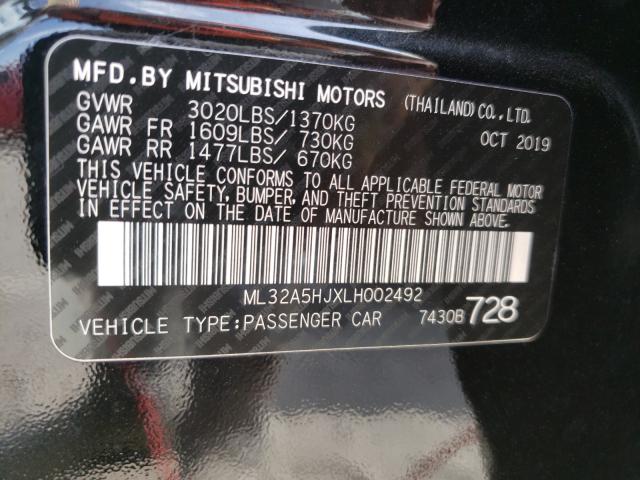 MFD.BY MITSUBISHI MOTORS (THAILAND)CO.,LTD.
GVWR 3020LBS/1370KG
GAWR FR 1609LBS/ 730KG OCT 2019
GAWR RR 1477LBS/ 670KG
THIS VEHICLE CONFORMS TO ALL APPLICABLE FEDERAL MOTOR
VEHICLE SAFETY, BUMPER, AND THEFT PREVENTION STANDARDS
IN EFFECT ON THE DATE OF MANUFACTURE SHOWN ABOVE.
ML32A5HJXLH002492
VEHICLE TYPE:PASSENGER CAR 7430B 728